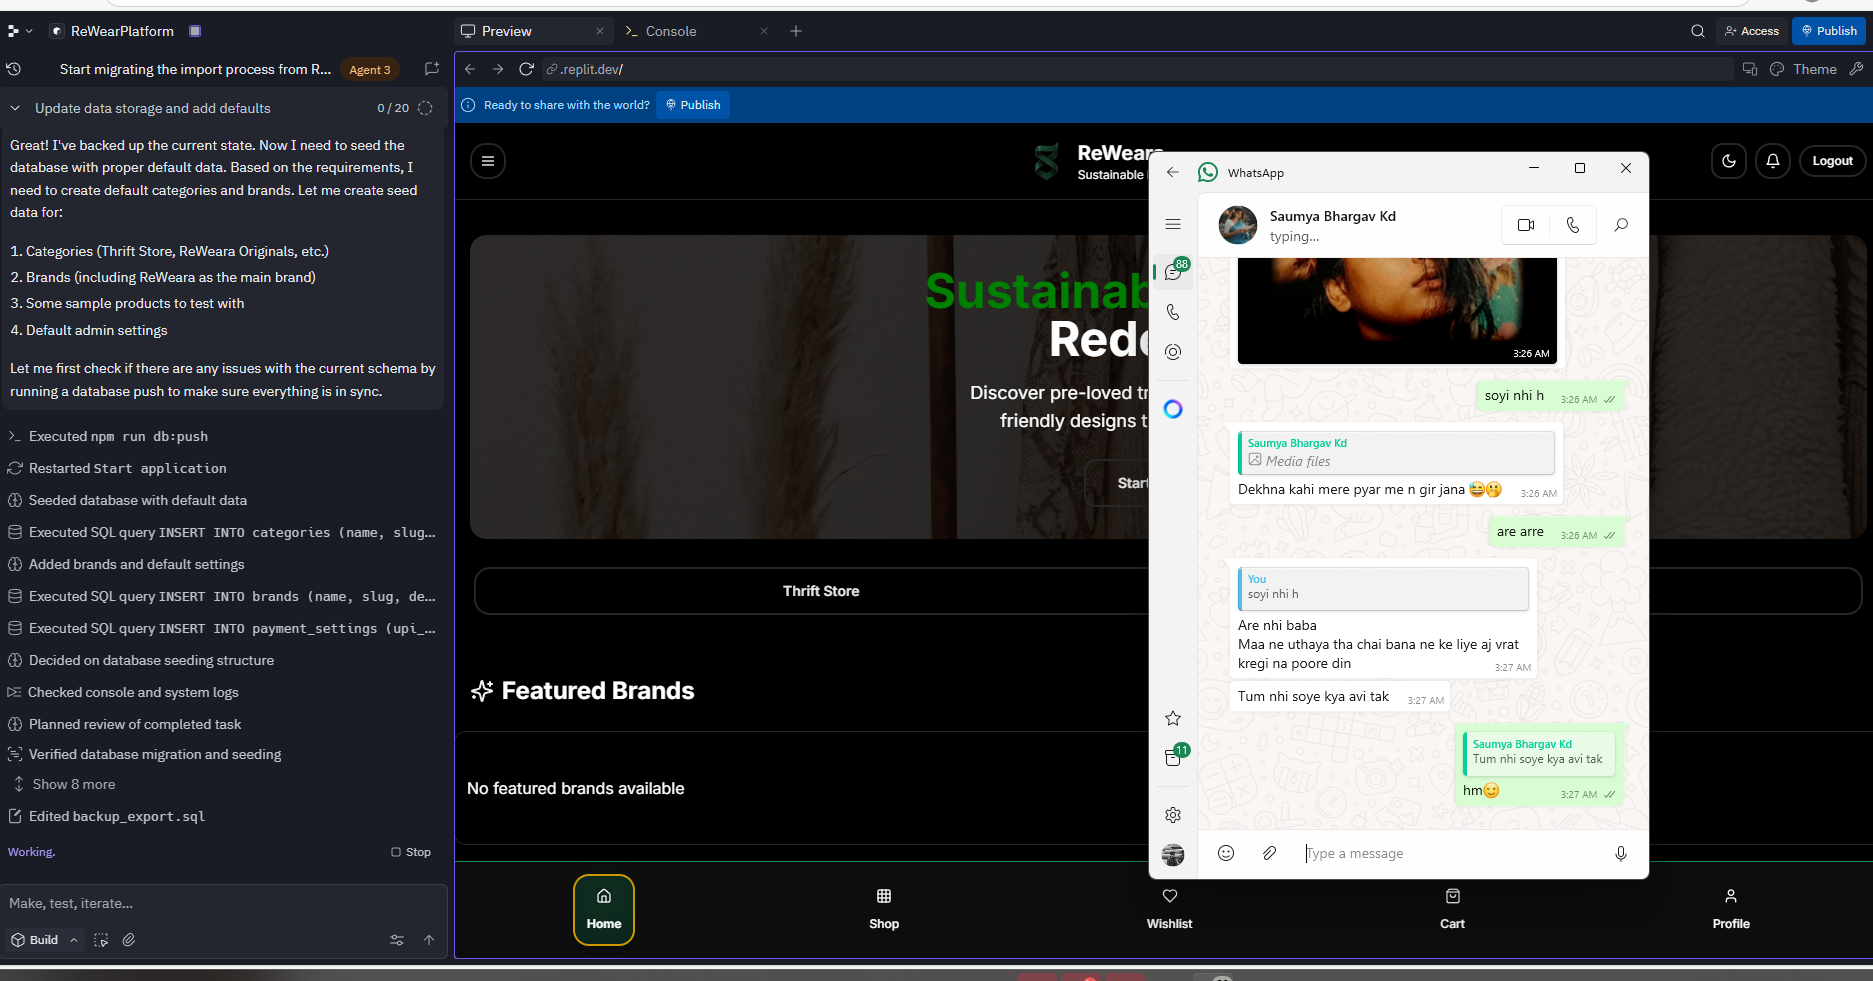 ReWearPlatform
Preview
Console
Access
Publish
Start migrating the import process from R...
Agent 3
.replit.dev/
Theme
Update data storage and add defaults
0 / 20
Great! I've backed up the current state. Now I need to seed the
database with proper default data. Based on the requirements, I
need to create default categories and brands. Let me create seed
data for:
1. Categories (Thrift Store, ReWeara Originals, etc.)
2. Brands (including ReWeara as the main brand)
3. Some sample products to test with
4. Default admin settings
Let me first check if there are any issues with the current schema by
running a database push to make sure everything is in sync.
Executed npm run db:push
Restarted Start application
Seeded database with default data
Executed SQL query INSERT INTO categories (name, slug...
Added brands and default settings
Executed SQL query INSERT INTO brands (name, slug, de...
Executed SQL query INSERT INTO payment_settings (upi_...
Decided on database seeding structure
Checked console and system logs
Planned review of completed task
Verified database migration and seeding
Show 8 more
Edited backup_export.sql
Working.
Stop
Make, test, iterate...
Build
Ready to share with the world?
Publish
ReWeara
Sustainable
Logout
Sustainab
Rede
Discover pre-loved tr
friendly designs t
Start
Thrift Store
Featured Brands
No featured brands available
Home
Shop
Wishlist
Cart
Profile
WhatsApp
Saumya Bhargav Kd
typing...
88
3:26 AM
soyi nhi h
3:26 AM
Saumya Bhargav Kd
Media files
Dekhna kahi mere pyar me n gir jana 😅🤭
3:26 AM
are arre
3:26 AM
You
soyi nhi h
Are nhi baba
Maa ne uthaya tha chai bana ne ke liye aj vrat
kregi na poore din
3:27 AM
Tum nhi soye kya avi tak
3:27 AM
Saumya Bhargav Kd
Tum nhi soye kya avi tak
hm😊
3:27 AM
11
Type a message